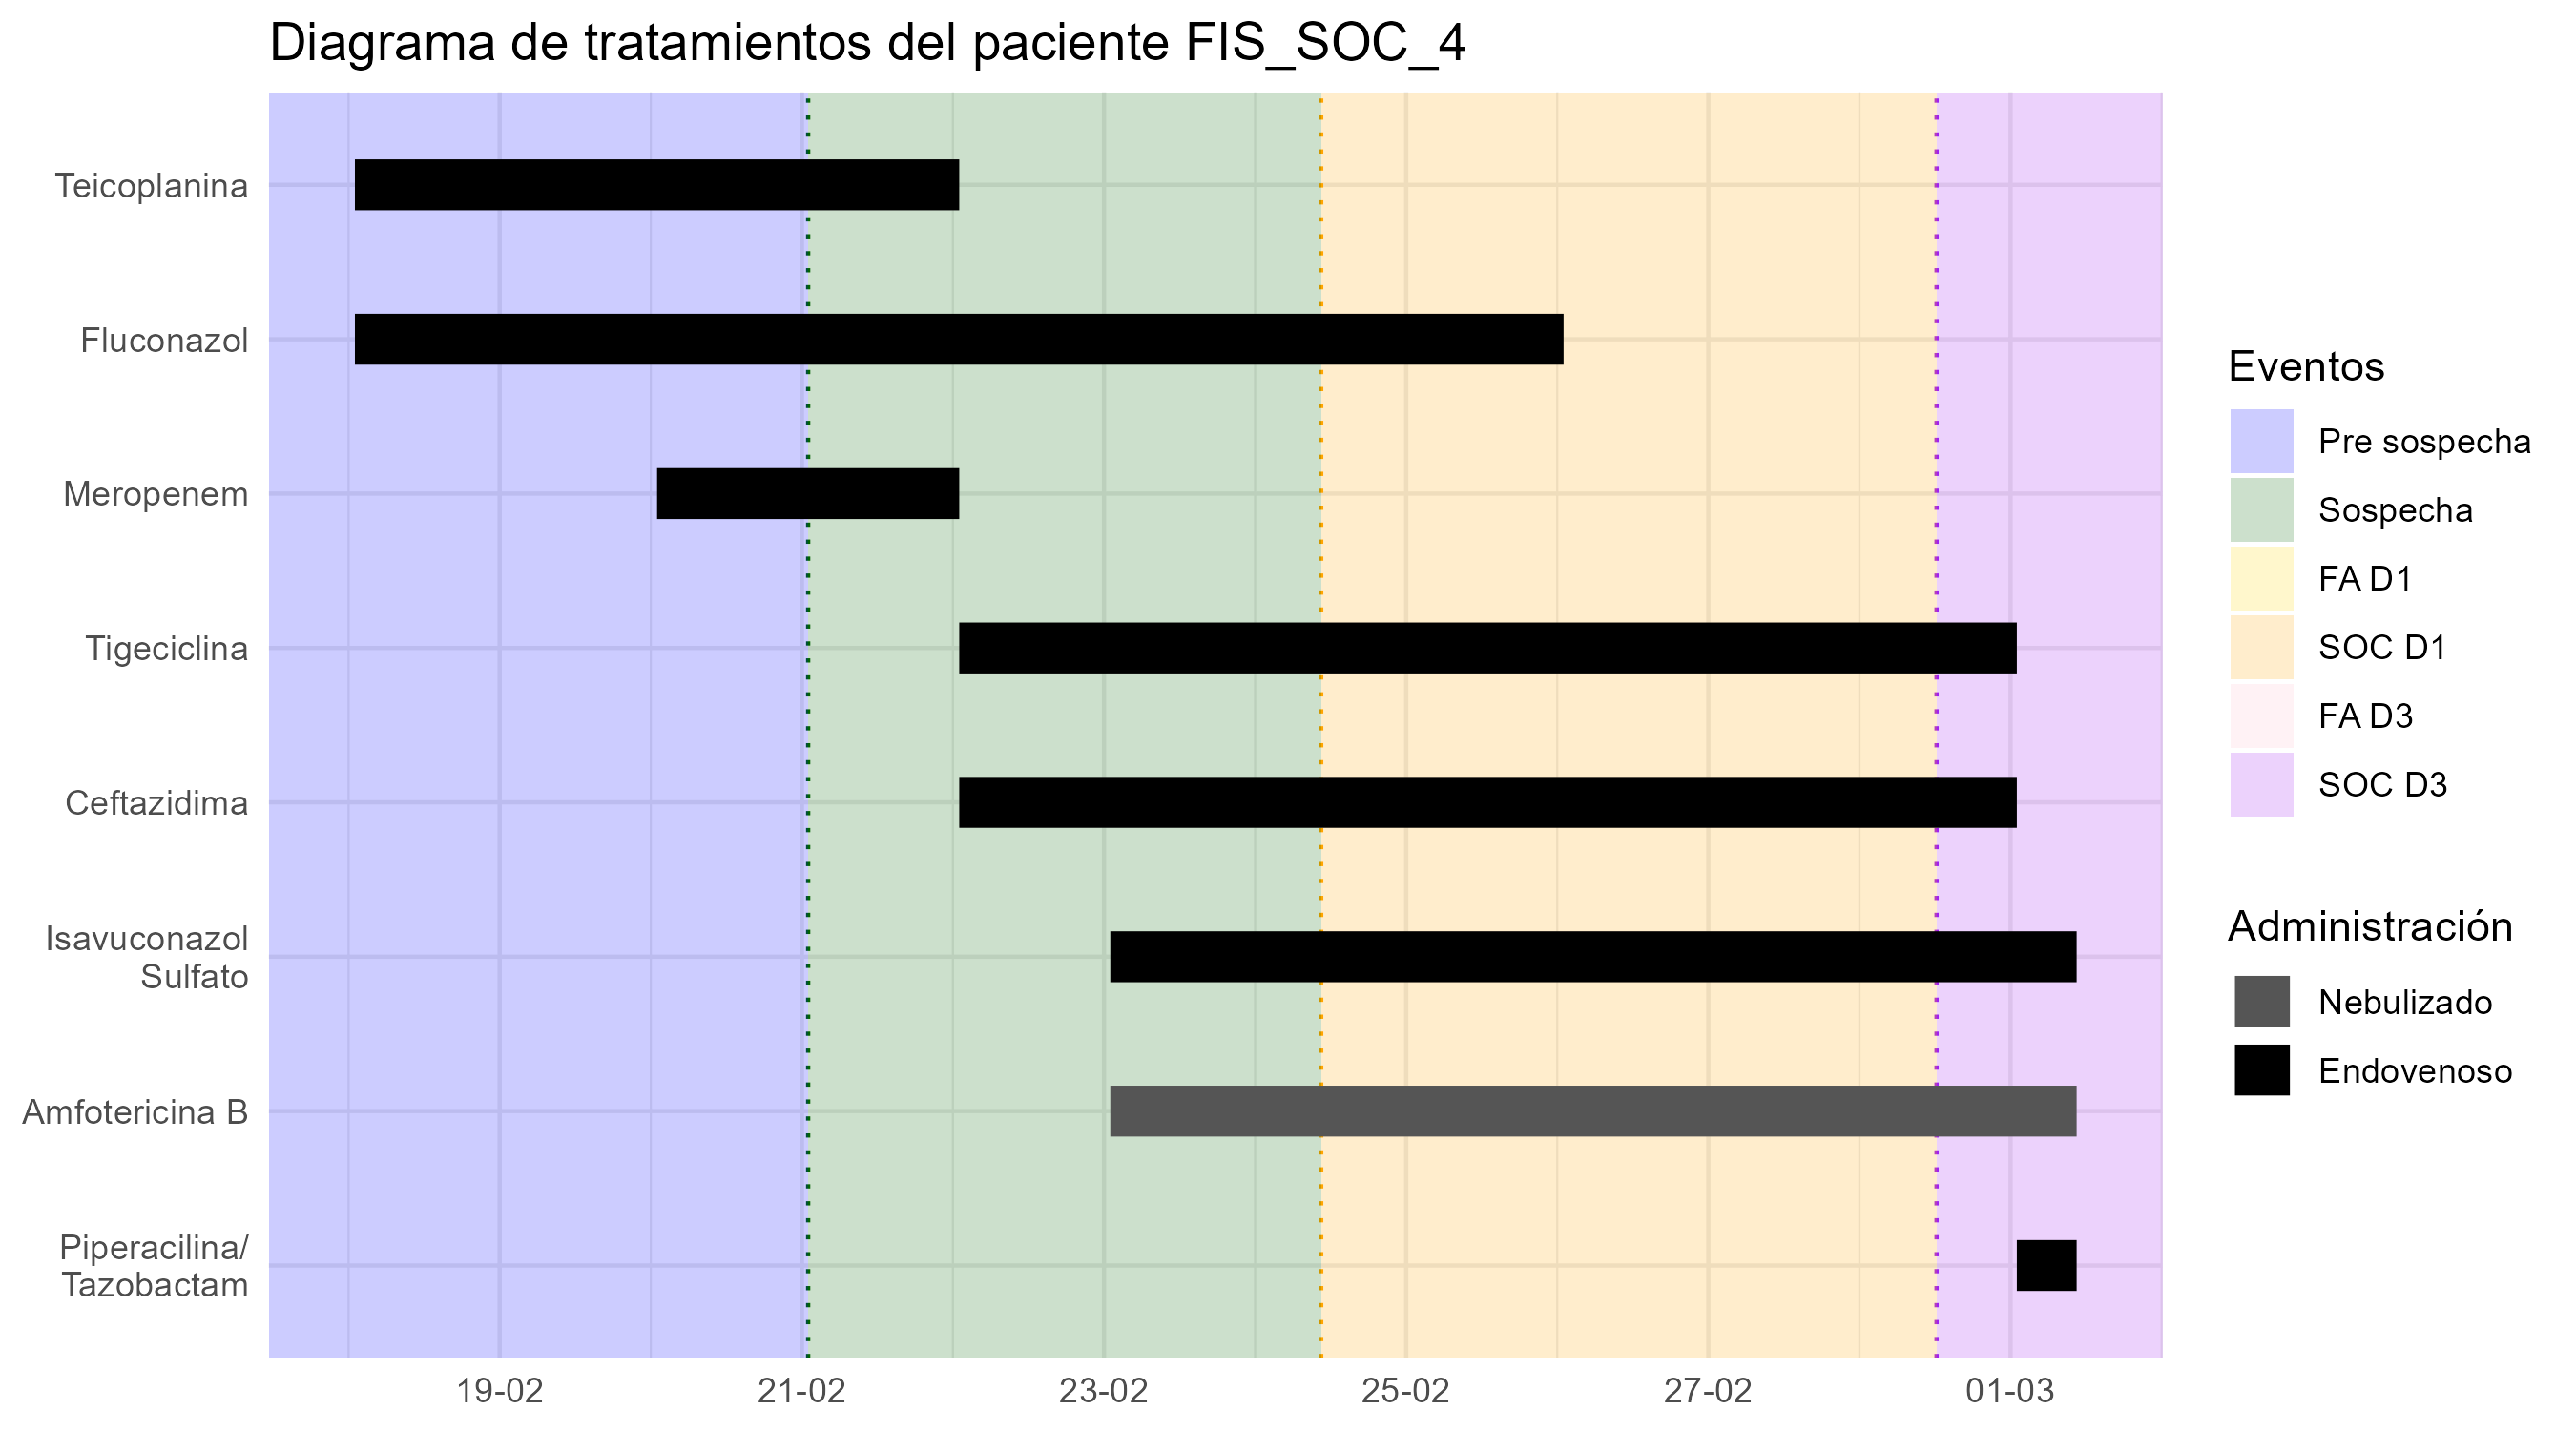 Diagrama de tratamientos del paciente FIS_SOC_4
Teicoplanina
Fluconazol
Meropenem
Tigeciclina
Ceftazidima
Isavuconazol
Sulfato
Amfotericina B
Piperacilina/
Tazobactam
19-02
21-02
23-02
25-02
27-02
01-03
Eventos
Pre sospecha
Sospecha
FA D1
SOC D1
FA D3
SOC D3
Administración
Nebulizado
Endovenoso